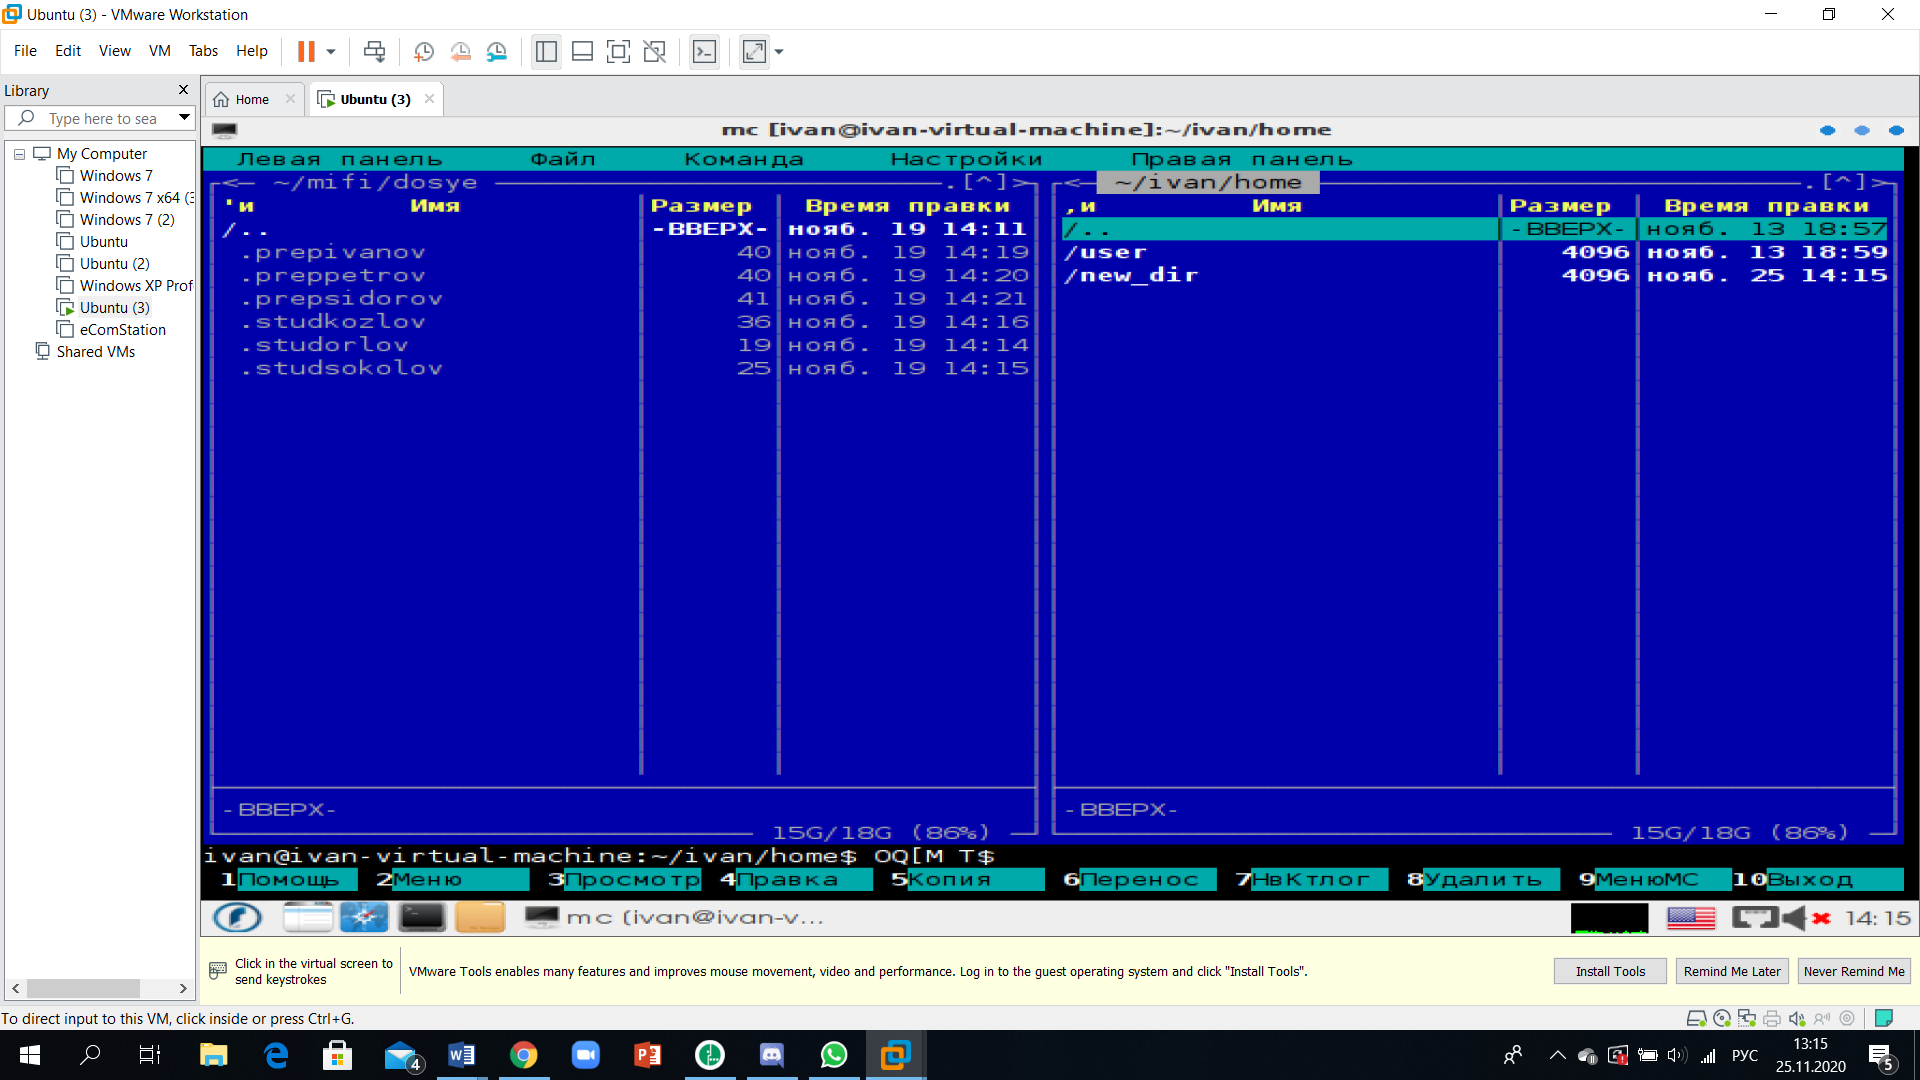 Ubuntu (3) - VMware Workstation
File Edit View VM Tabs Help
Library
Home
Ubuntu (3)
Type here to sea
My Computer
Windows 7
Windows 7 x64 (3
Windows 7 (2)
Ubuntu
Ubuntu (2)
Windows XP Prof
Ubuntu (3)
eComStation
Shared VMs
mc [ivan@ivan-virtual-machine]:~/ivan/home
Левая панель Файл Команда Настройки Правая панель
<─ ~/mifi/dosye .[^]>
'и Имя Размер Время правки
/.. -ВВЕРХ- нояб. 19 14:11
.prepivanov 40 нояб. 19 14:19
.preppetrov 40 нояб. 19 14:20
.prepsidorov 41 нояб. 19 14:21
.studkozlov 36 нояб. 19 14:16
.studorlov 19 нояб. 19 14:14
.studsokolov 25 нояб. 19 14:15
-ВВЕРХ-
15G/18G (86%)
<─ ~/ivan/home .[^]>
,и Имя Размер Время правки
/.. -ВВЕРХ- нояб. 13 18:57
/user 4096 нояб. 13 18:59
/new_dir 4096 нояб. 25 14:15
-ВВЕРХ-
15G/18G (86%)
ivan@ivan-virtual-machine:~/ivan/home$ OQ[M T$
1Помощь 2Меню 3Просмотр 4Правка 5Копия 6Перенос 7НвКтлог 8Удалить 9МенюМС 10Выход
mc (ivan@ivan-v...
14:15
Click in the virtual screen to
send keystrokes
VMware Tools enables many features and improves mouse movement, video and performance. Log in to the guest operating system and click "Install Tools".
Install Tools
Remind Me Later
Never Remind Me
To direct input to this VM, click inside or press Ctrl+G.
4
РУС
13:15
25.11.2020
5